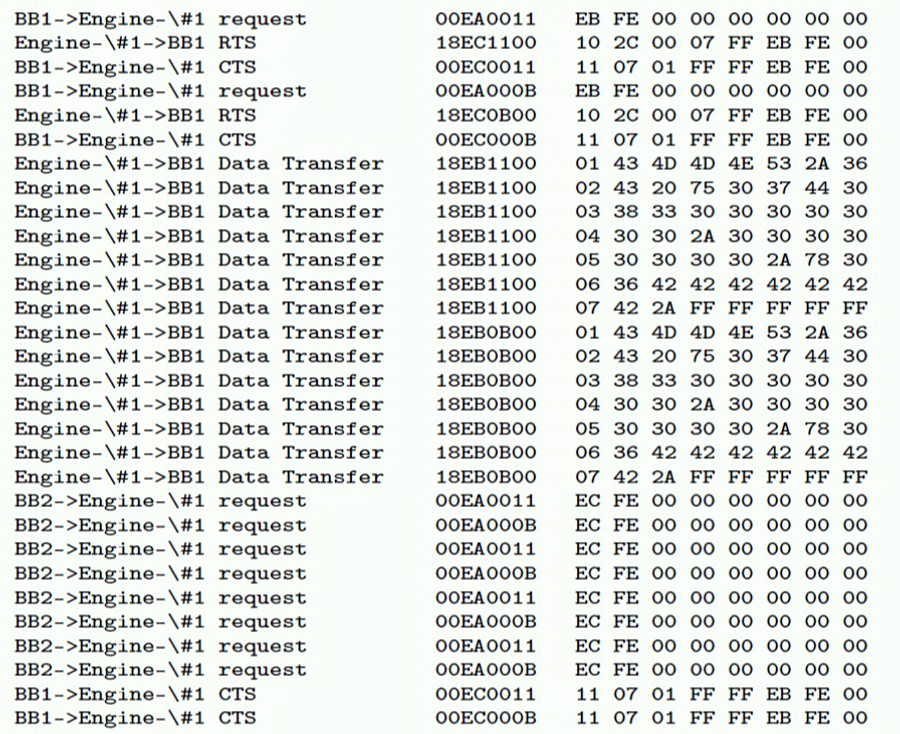 BB1->Engine-\#1 request 00EA0011 EB FE 00 00 00 00 00 00
Engine-\#1->BB1 RTS 18EC1100 10 2C 00 07 FF EB FE 00
BB1->Engine-\#1 CTS 00EC0011 11 07 01 FF FF EB FE 00
BB1->Engine-\#1 request 00EA000B EB FE 00 00 00 00 00 00
Engine-\#1->BB1 RTS 18EC0B00 10 2C 00 07 FF EB FE 00
BB1->Engine-\#1 CTS 00EC000B 11 07 01 FF FF EB FE 00
Engine-\#1->BB1 Data Transfer 18EB1100 01 43 4D 4D 4E 53 2A 36
Engine-\#1->BB1 Data Transfer 18EB1100 02 43 20 75 30 37 44 30
Engine-\#1->BB1 Data Transfer 18EB1100 03 38 33 30 30 30 30 30
Engine-\#1->BB1 Data Transfer 18EB1100 04 30 30 2A 30 30 30 30
Engine-\#1->BB1 Data Transfer 18EB1100 05 30 30 30 30 2A 78 30
Engine-\#1->BB1 Data Transfer 18EB1100 06 36 42 42 42 42 42 42
Engine-\#1->BB1 Data Transfer 18EB1100 07 42 2A FF FF FF FF FF
Engine-\#1->BB1 Data Transfer 18EB0B00 01 43 4D 4D 4E 53 2A 36
Engine-\#1->BB1 Data Transfer 18EB0B00 02 43 20 75 30 37 44 30
Engine-\#1->BB1 Data Transfer 18EB0B00 03 38 33 30 30 30 30 30
Engine-\#1->BB1 Data Transfer 18EB0B00 04 30 30 2A 30 30 30 30
Engine-\#1->BB1 Data Transfer 18EB0B00 05 30 30 30 30 2A 78 30
Engine-\#1->BB1 Data Transfer 18EB0B00 06 36 42 42 42 42 42 42
Engine-\#1->BB1 Data Transfer 18EB0B00 07 42 2A FF FF FF FF FF
BB2->Engine-\#1 request 00EA0011 EC FE 00 00 00 00 00 00
BB2->Engine-\#1 request 00EA000B EC FE 00 00 00 00 00 00
BB2->Engine-\#1 request 00EA0011 EC FE 00 00 00 00 00 00
BB2->Engine-\#1 request 00EA000B EC FE 00 00 00 00 00 00
BB2->Engine-\#1 request 00EA0011 EC FE 00 00 00 00 00 00
BB2->Engine-\#1 request 00EA000B EC FE 00 00 00 00 00 00
BB2->Engine-\#1 request 00EA0011 EC FE 00 00 00 00 00 00
BB2->Engine-\#1 request 00EA000B EC FE 00 00 00 00 00 00
BB1->Engine-\#1 CTS 00EC0011 11 07 01 FF FF EB FE 00
BB1->Engine-\#1 CTS 00EC000B 11 07 01 FF FF EB FE 00